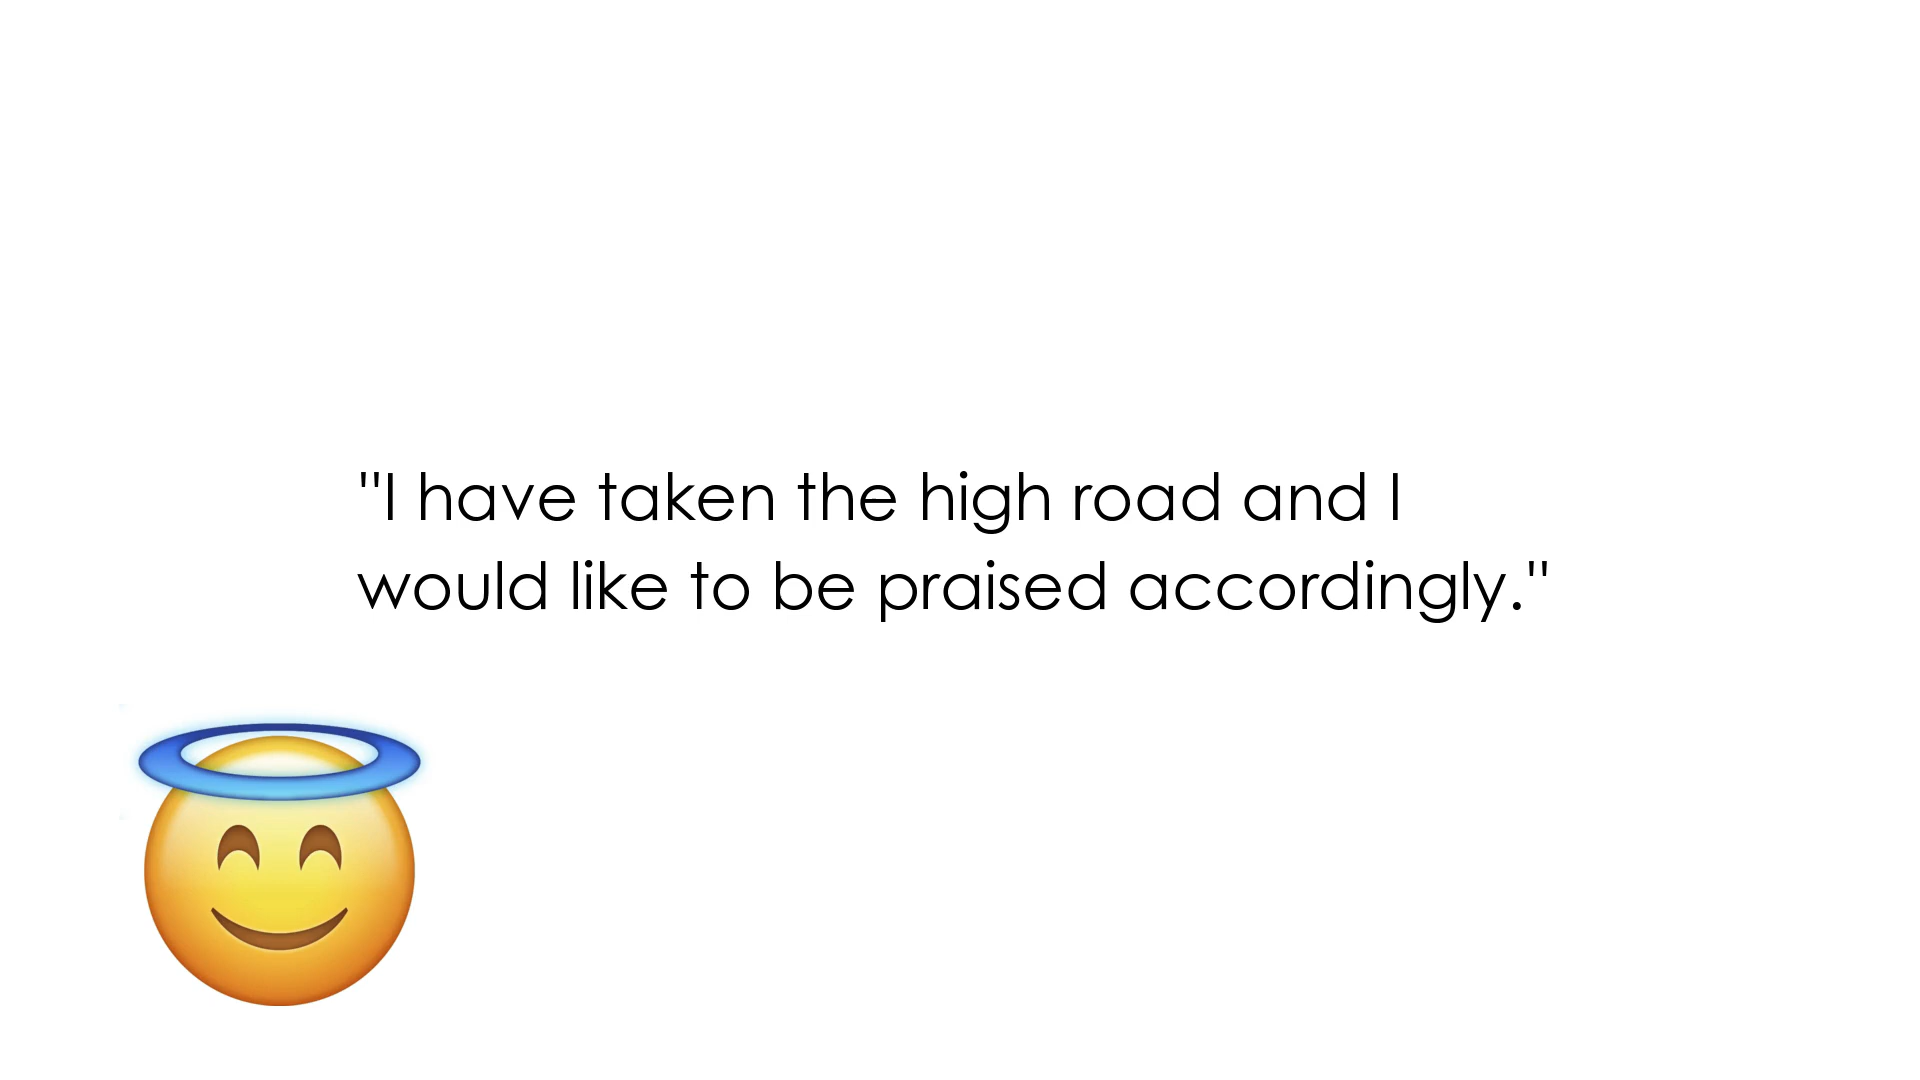 "I have taken the high road and I
would like to be praised accordingly."